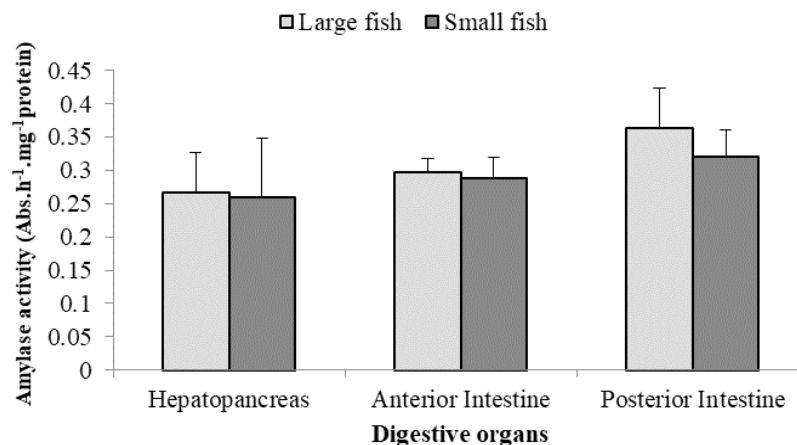 Large fish Small fish
Amylase activity (Abs.h⁻¹.mg⁻¹protein)
0.45
0.4
0.35
0.3
0.25
0.2
0.15
0.1
0.05
0
Hepatopancreas Anterior Intestine Posterior Intestine
Digestive organs